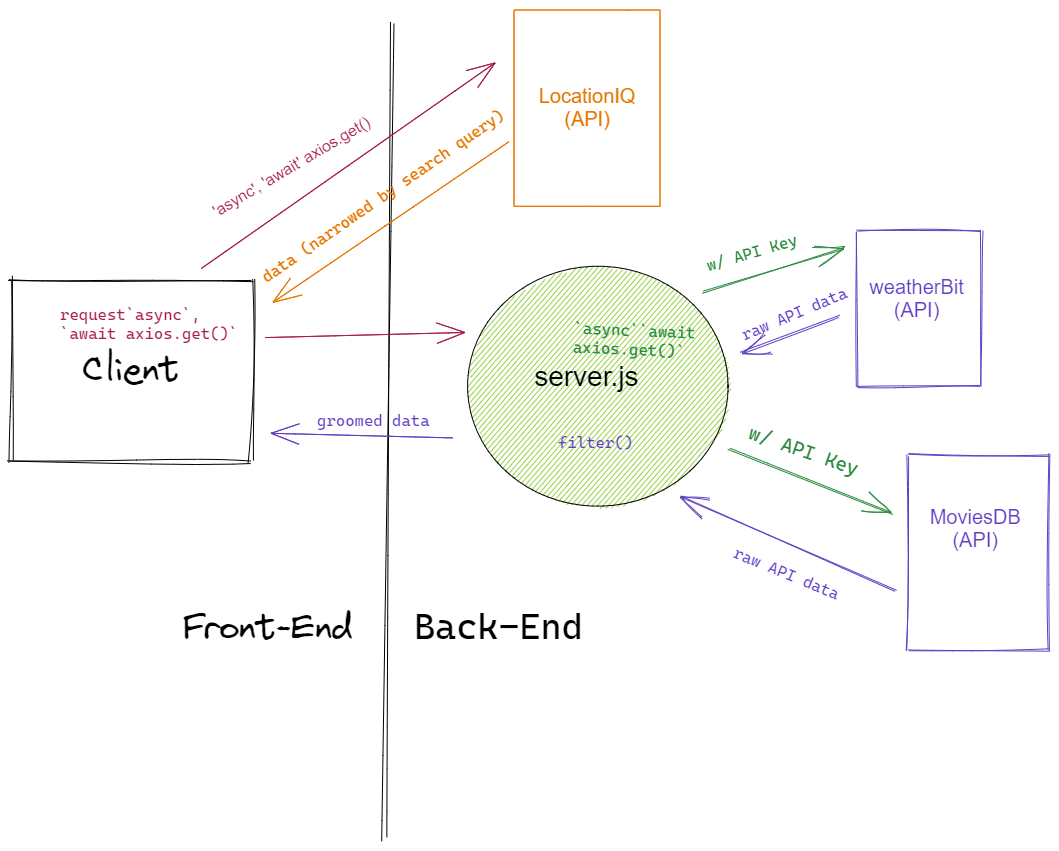 LocationIQ
(API)
'async', 'await' axios.get()
data (narrowed by search query)
w/ API Key
weatherBit
(API)
raw API data
request`async`,
`await axios.get()`
Client
`async``await
axios.get()`
server.js
groomed data
filter()
w/ API Key
MoviesDB
(API)
raw API data
Front-End
Back-End